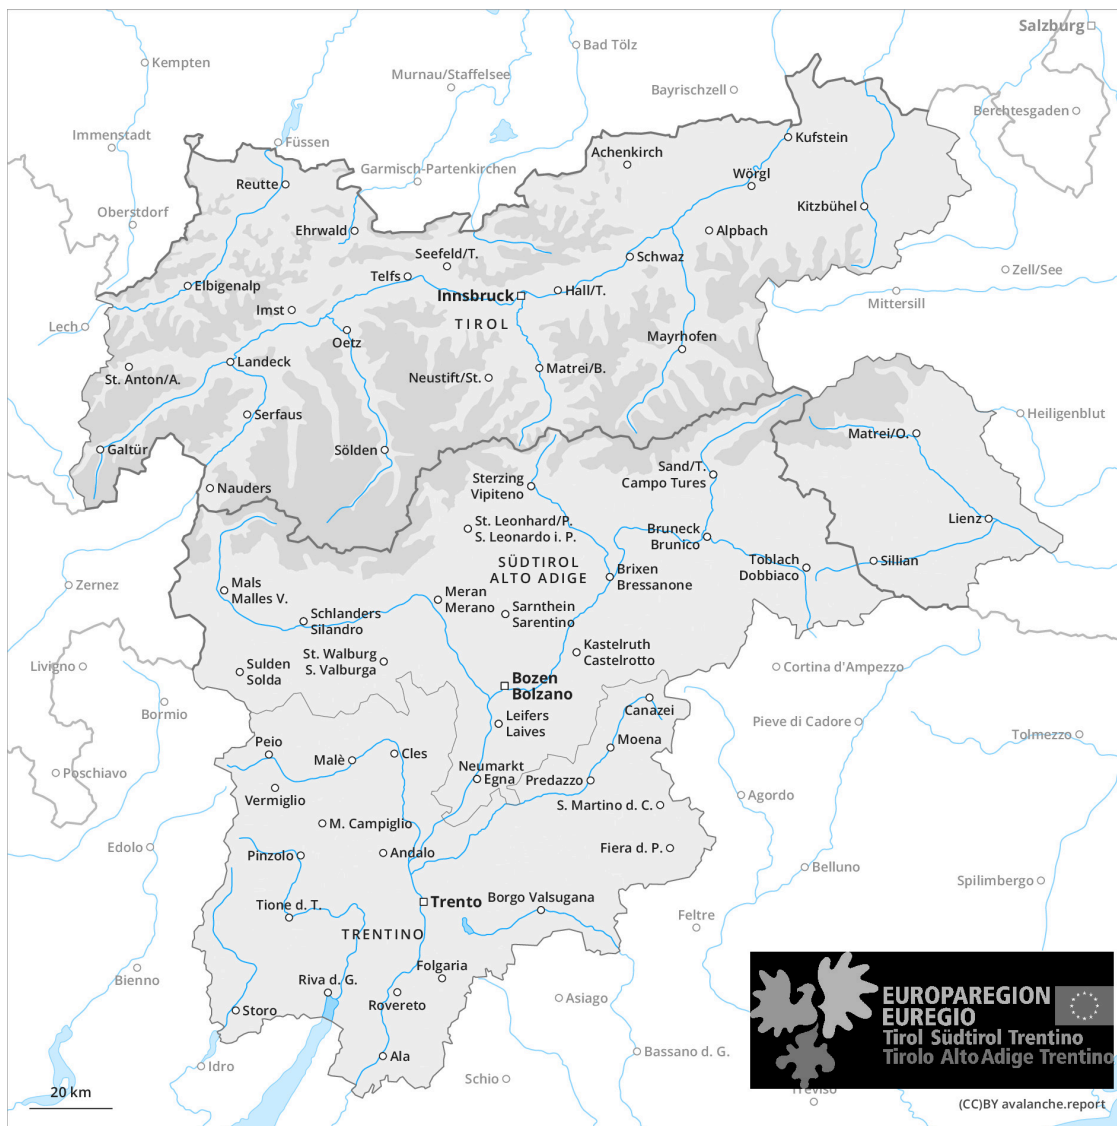 Salzburg
Bad Tölz
Kempten
Murnau/Staffelsee
Bayrischzell
Berchtesgaden
Immenstadt
Füssen
Kufstein
Achenkirch
Garmisch-Partenkirchen
Wörgl
Reutte
Oberstdorf
Kitzbühel
Ehrwald
Alpbach
Seefeld/T.
Schwaz
Zell/See
Telfs
Elbigenalp
Hall/T.
Innsbruck
Mittersill
Imst
TIROL
Lech
Oetz
Mayrhofen
Landeck
Matrei/B.
St. Anton/A.
Neustift/St.
Serfaus
Heiligenblut
Matrei/O.
Galtür
Sölden
Sand/T.
Campo Tures
Sterzing
Vipiteno
Nauders
St. Leonhard/P.
S. Leonardo i. P.
Lienz
Bruneck
Brunico
SÜDTIROL
ALTO ADIGE
Toblach
Dobbiaco
Sillian
Brixen
Bressanone
Zernez
Mals
Malles V.
Meran
Merano
Schlanders
Silandro
Sarnthein
Sarentino
Kastelruth
Castelrotto
St. Walburg
S. Valburga
Livigno
Sulden
Solda
Cortina d'Ampezzo
Bozen
Bolzano
Bormio
Canazei
Leifers
Laives
Pieve di Cadore
Tolmezzo
Moena
Peio
Cles
Malè
Neumarkt
Egna
Poschiavo
Predazzo
Vermiglio
Agordo
S. Martino d. C.
M. Campiglio
Edolo
Pinzolo
Andalo
Fiera d. P.
Belluno
Spilimbergo
Tione d. T.
Trento
Borgo Valsugana
Feltre
TRENTINO
Bienno
Folgaria
Riva d. G.
Rovereto
Asiago
Storo
EUROPAREGION
EUREGIO
Tirol Südtirol Trentino
Tirolo Alto Adige Trentino
Ala
Idro
Bassano d. G.
Schio
Treviso
20 km
(CC)BY avalanche.report